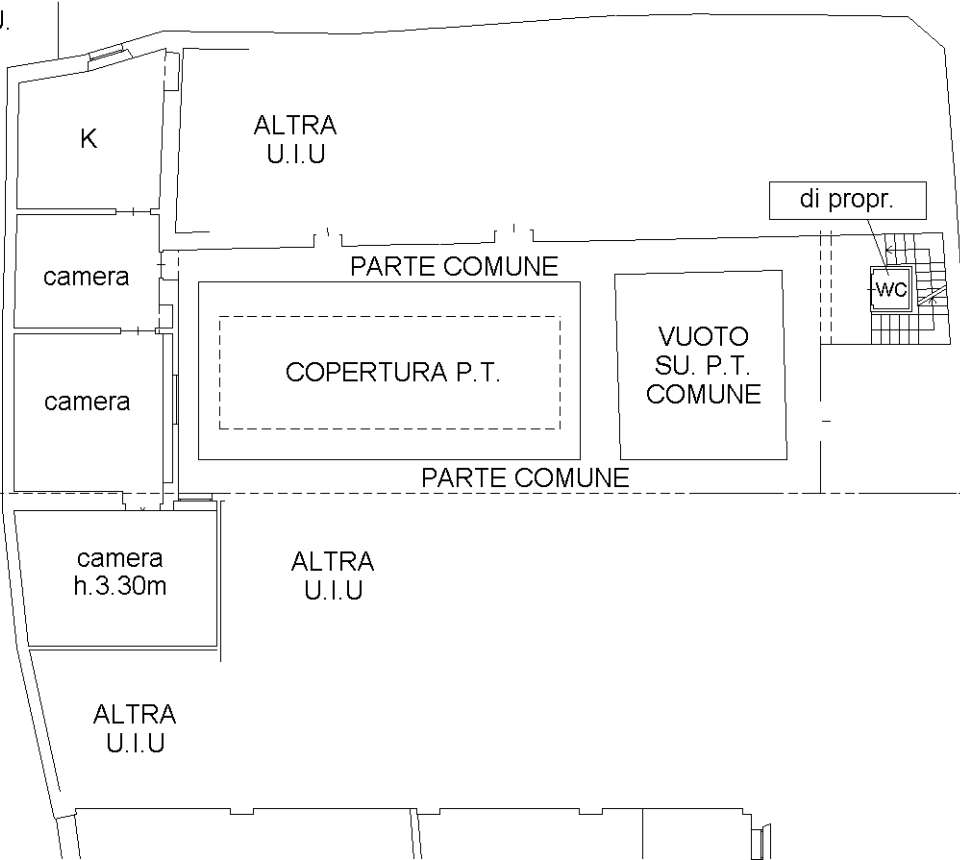 K
ALTRA
U.I.U
di propr.
camera
PARTE COMUNE
WC
COPERTURA P.T.
VUOTO
SU. P.T.
COMUNE
camera
PARTE COMUNE
camera
h.3.30m
ALTRA
U.I.U
ALTRA
U.I.U